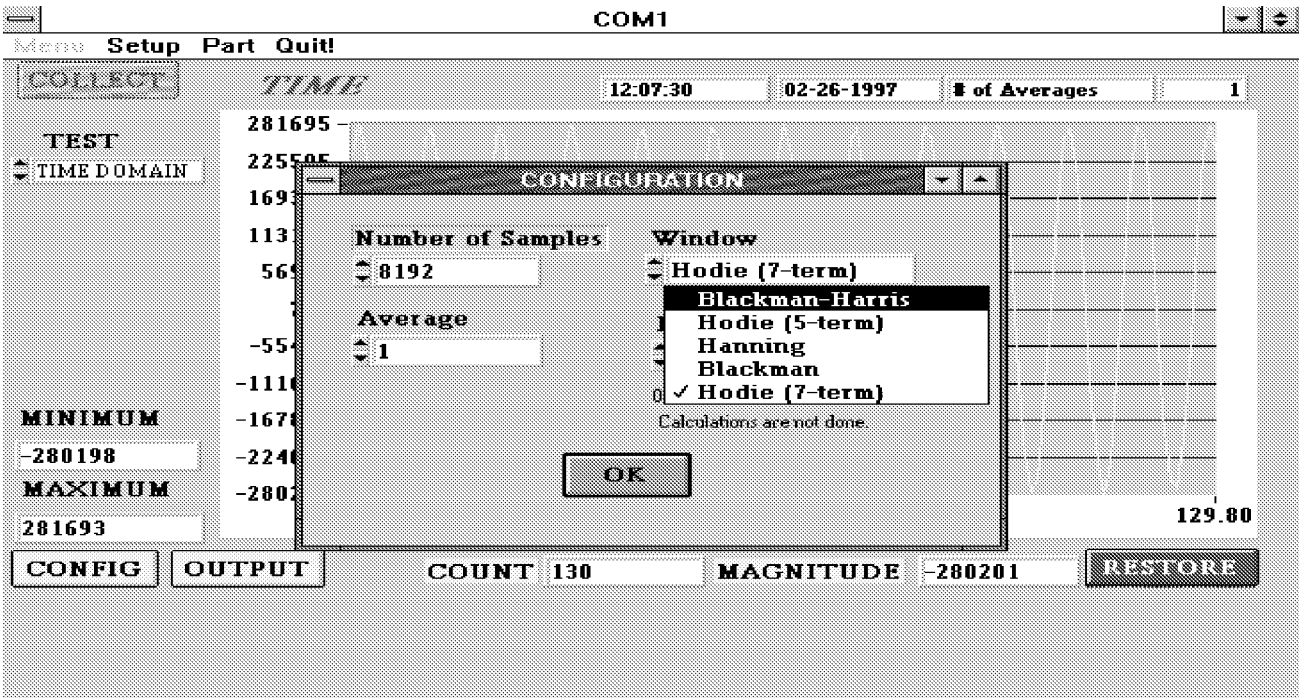 COM1
Menu Setup Part Quit!
COLLECT TIME 12:07:30 02-26-1997 # of Averages 1
TEST
TIME DOMAIN
281695
CONFIGURATION
Number of Samples Window
8192 Hodie (7-term)
Blackman-Harris
Average Hodie (5-term)
1 Hanning
Blackman
✓ Hodie (7-term)
MINIMUM
Calculations are not done.
-280198
OK
MAXIMUM
281693
129.80
CONFIG OUTPUT COUNT 130 MAGNITUDE -280201 RESTORE